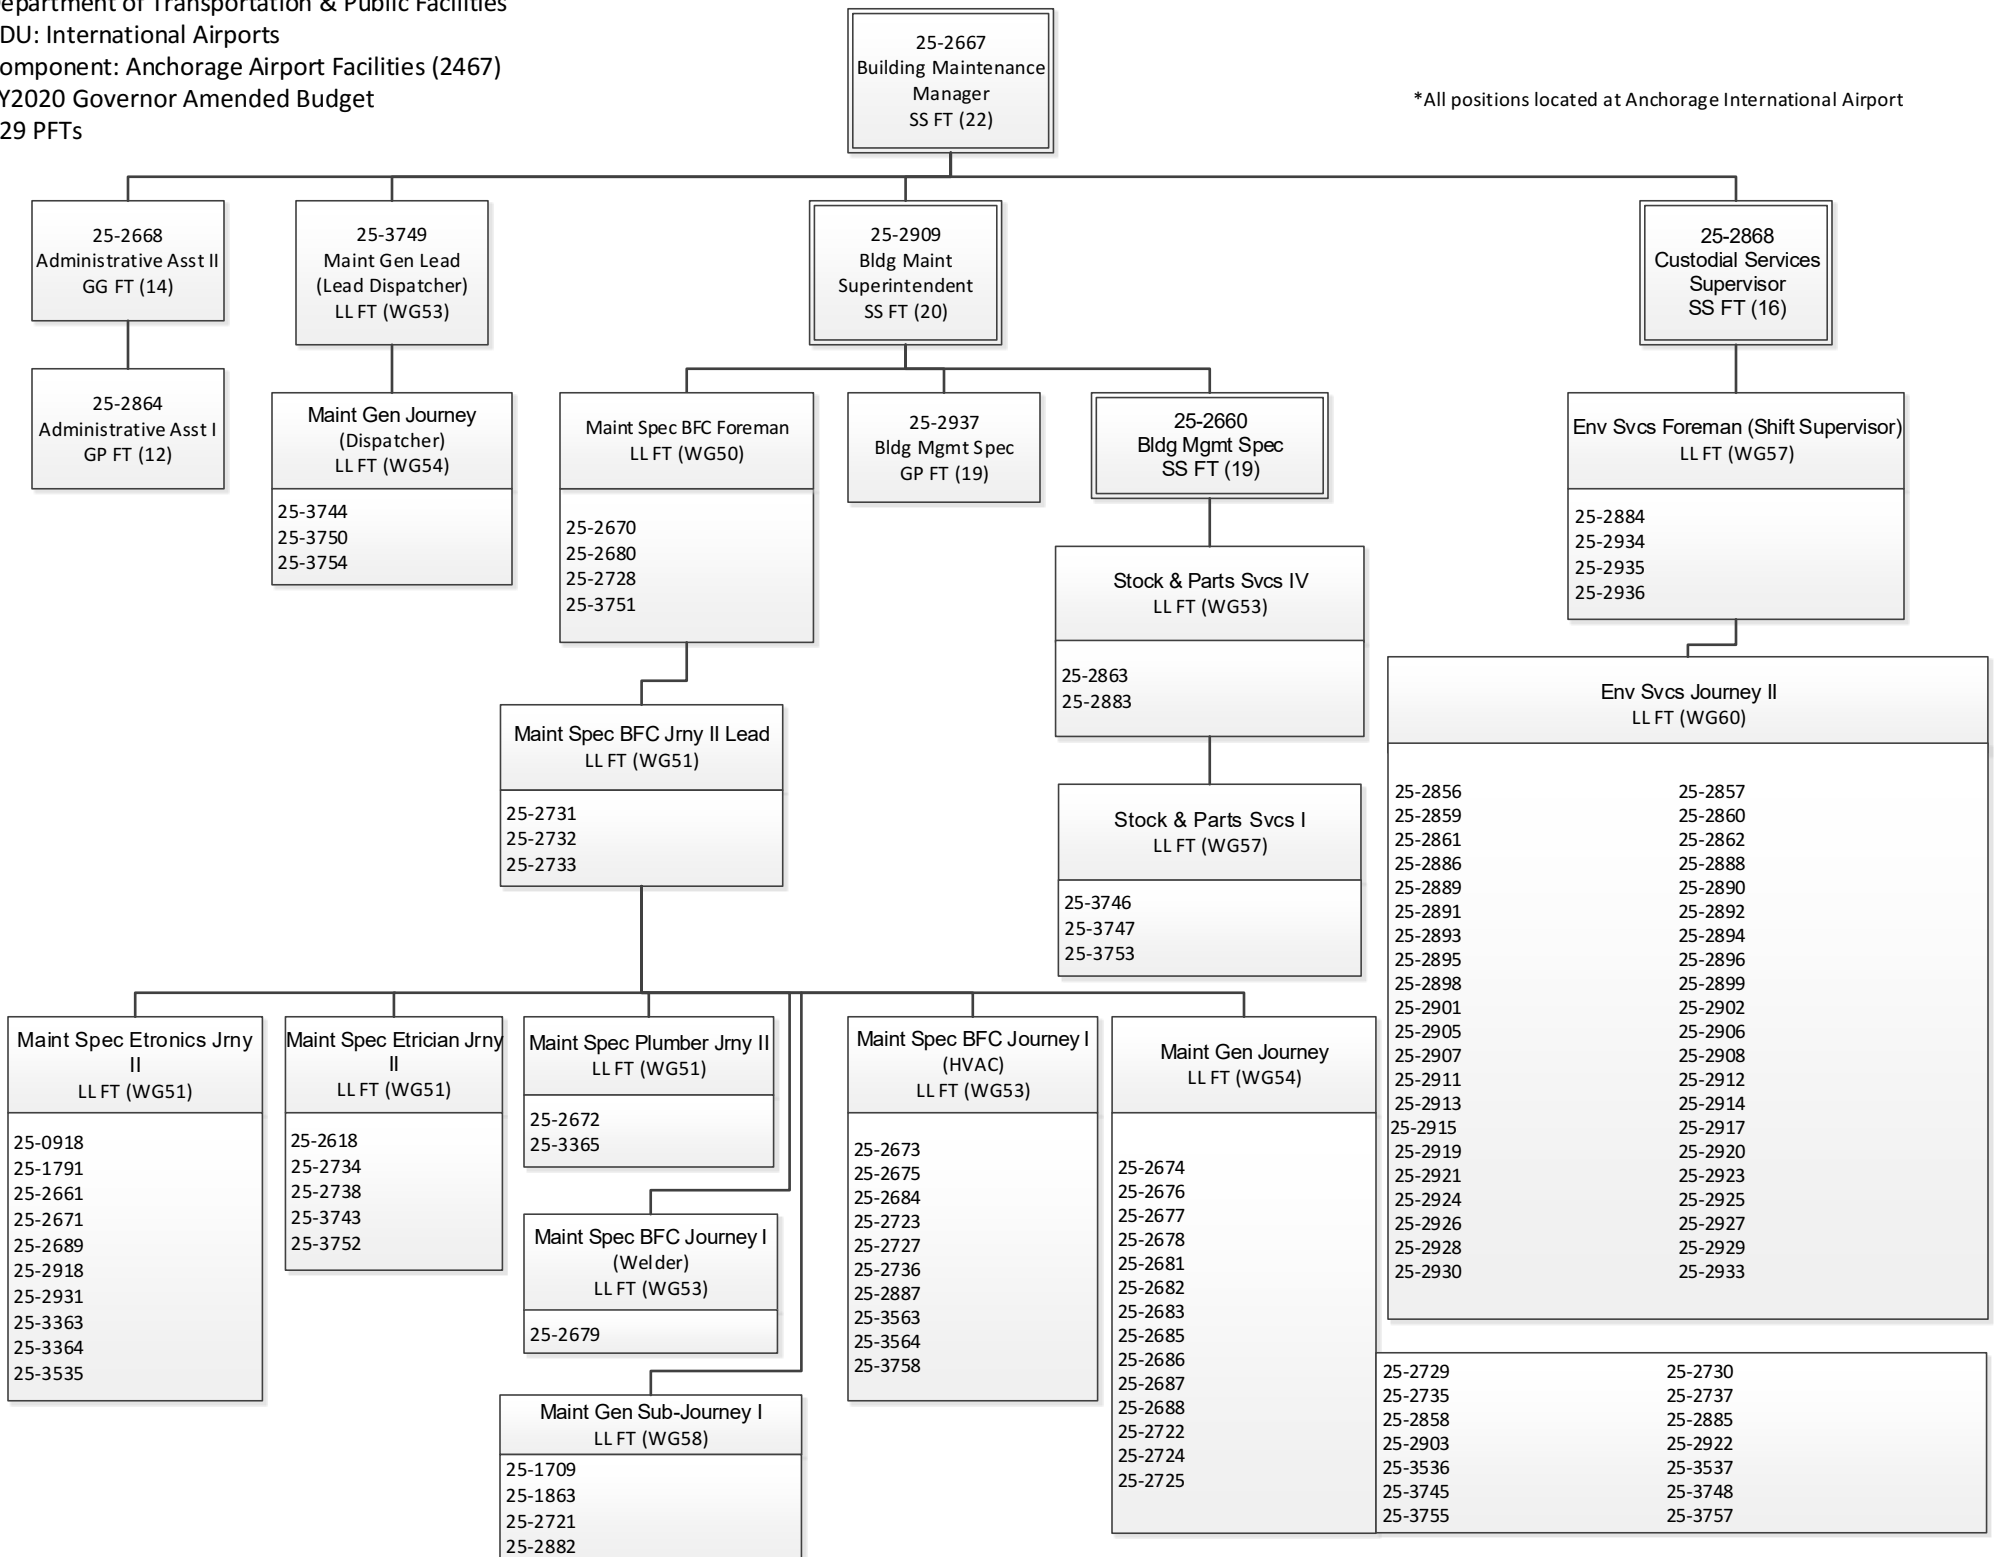 epartment of Transportation & Public Facilities
DU: International Airports
omponent: Anchorage Airport Facilities (2467)
Y2020 Governor Amended Budget
29 PFTs
*All positions located at Anchorage International Airport
25-2667
Building Maintenance
Manager
SS FT (22)
25-2668
Administrative Asst II
GG FT (14)
25-3749
Maint Gen Lead
(Lead Dispatcher)
LL FT (WG53)
25-2909
Bldg Maint
Superintendent
SS FT (20)
25-2868
Custodial Services
Supervisor
SS FT (16)
25-2864
Administrative Asst I
GP FT (12)
Maint Gen Journey
(Dispatcher)
LL FT (WG54)
25-3744
25-3750
25-3754
Maint Spec BFC Foreman
LL FT (WG50)
25-2670
25-2680
25-2728
25-3751
25-2937
Bldg Mgmt Spec
GP FT (19)
25-2660
Bldg Mgmt Spec
SS FT (19)
Env Svcs Foreman (Shift Supervisor)
LL FT (WG57)
25-2884
25-2934
25-2935
25-2936
Stock & Parts Svcs IV
LL FT (WG53)
25-2863
25-2883
Maint Spec BFC Jrny II Lead
LL FT (WG51)
25-2731
25-2732
25-2733
Stock & Parts Svcs I
LL FT (WG57)
25-3746
25-3747
25-3753
Env Svcs Journey II
LL FT (WG60)
25-2856 25-2857
25-2859 25-2860
25-2861 25-2862
25-2886 25-2888
25-2889 25-2890
25-2891 25-2892
25-2893 25-2894
25-2895 25-2896
25-2898 25-2899
25-2901 25-2902
25-2905 25-2906
25-2907 25-2908
25-2911 25-2912
25-2913 25-2914
25-2915 25-2917
25-2919 25-2920
25-2921 25-2923
25-2924 25-2925
25-2926 25-2927
25-2928 25-2929
25-2930 25-2933
Maint Spec Etronics Jrny
II
LL FT (WG51)
25-0918
25-1791
25-2661
25-2671
25-2689
25-2918
25-2931
25-3363
25-3364
25-3535
Maint Spec Etrician Jrny
II
LL FT (WG51)
25-2618
25-2734
25-2738
25-3743
25-3752
Maint Spec Plumber Jrny II
LL FT (WG51)
25-2672
25-3365
Maint Spec BFC Journey I
(Welder)
LL FT (WG53)
25-2679
Maint Gen Sub-Journey I
LL FT (WG58)
25-1709
25-1863
25-2721
25-2882
Maint Spec BFC Journey I
(HVAC)
LL FT (WG53)
25-2673
25-2675
25-2684
25-2723
25-2727
25-2736
25-2887
25-3563
25-3564
25-3758
Maint Gen Journey
LL FT (WG54)
25-2674
25-2676
25-2677
25-2678
25-2681
25-2682
25-2683
25-2685
25-2686
25-2687
25-2688
25-2722
25-2724
25-2725
25-2729 25-2730
25-2735 25-2737
25-2858 25-2885
25-2903 25-2922
25-3536 25-3537
25-3745 25-3748
25-3755 25-3757